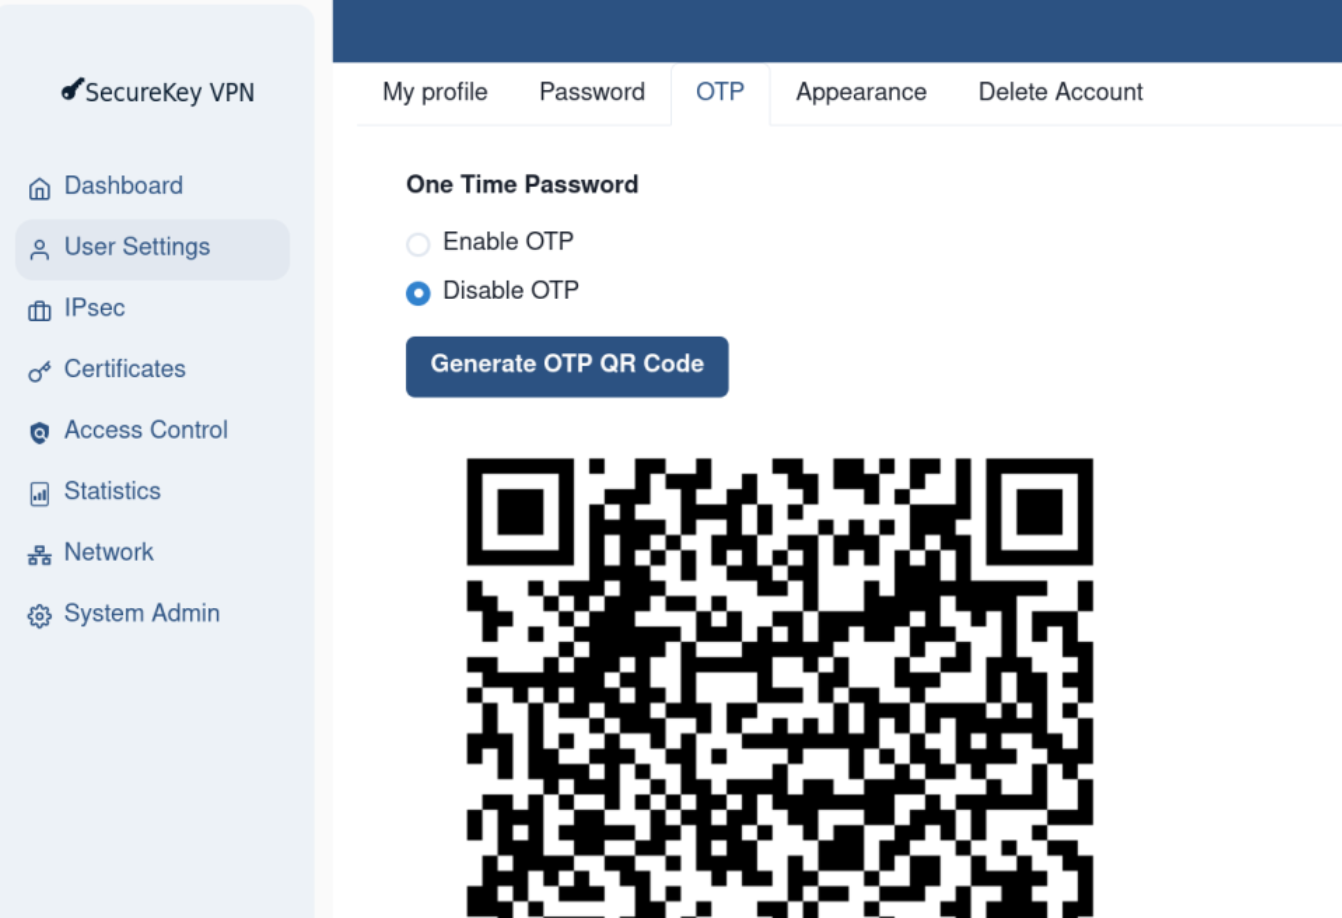 SecureKey VPN
Dashboard
User Settings
IPsec
Certificates
Access Control
Statistics
Network
System Admin
My profile Password OTP Appearance Delete Account
One Time Password
Enable OTP
Disable OTP
Generate OTP QR Code